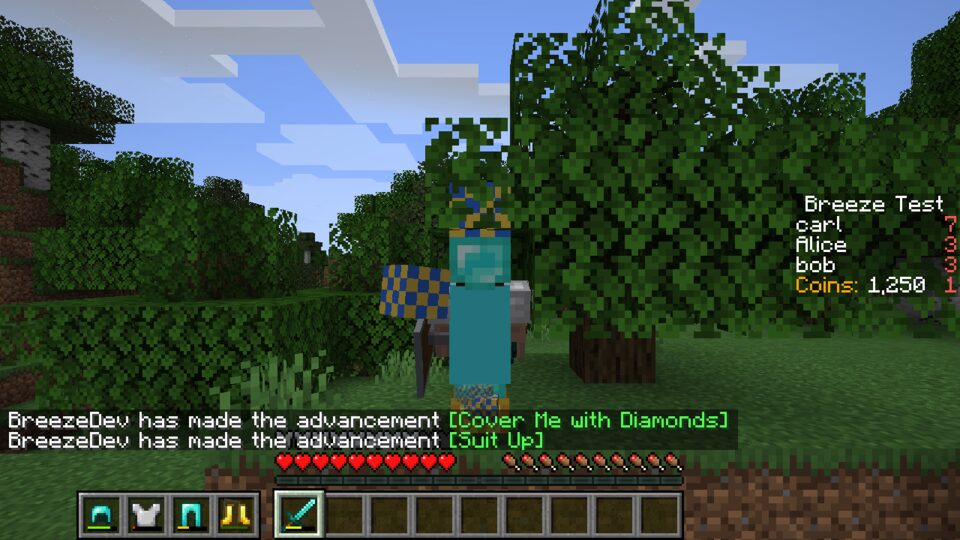 Breeze Test
carl 7
Alice 3
bob 3
Coins: 1,250 1
BreezeDev has made the advancement [Cover Me with Diamonds]
BreezeDev has made the advancement [Suit Up]